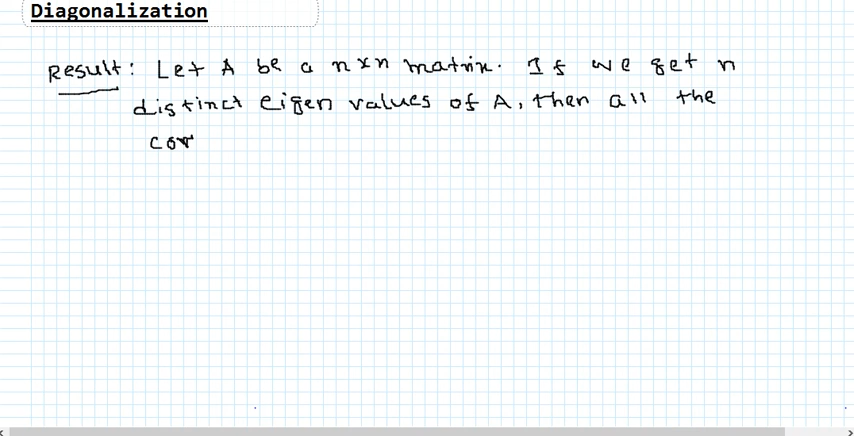 Diagonalization
Result: Let A be a n×n matrix. If we get n
distinct eigen values of A, then all the
cor